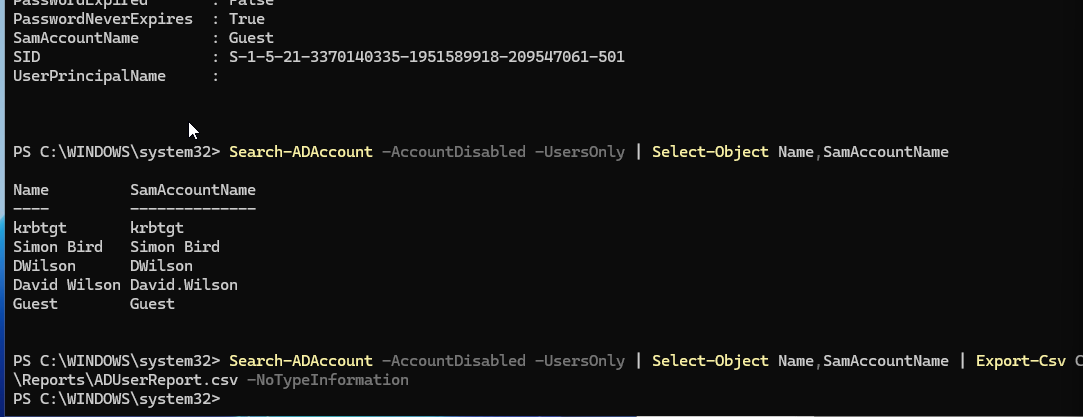 PasswordExpired : False
PasswordNeverExpires : True
SamAccountName : Guest
SID : S-1-5-21-3370140335-1951589918-209547061-501
UserPrincipalName :
PS C:\WINDOWS\system32> Search-ADAccount -AccountDisabled -UsersOnly | Select-Object Name,SamAccountName
Name SamAccountName
---- --------------
krbtgt krbtgt
Simon Bird Simon Bird
DWilson DWilson
David Wilson David.Wilson
Guest Guest
PS C:\WINDOWS\system32> Search-ADAccount -AccountDisabled -UsersOnly | Select-Object Name,SamAccountName | Export-Csv C
\Reports\ADUserReport.csv -NoTypeInformation
PS C:\WINDOWS\system32>